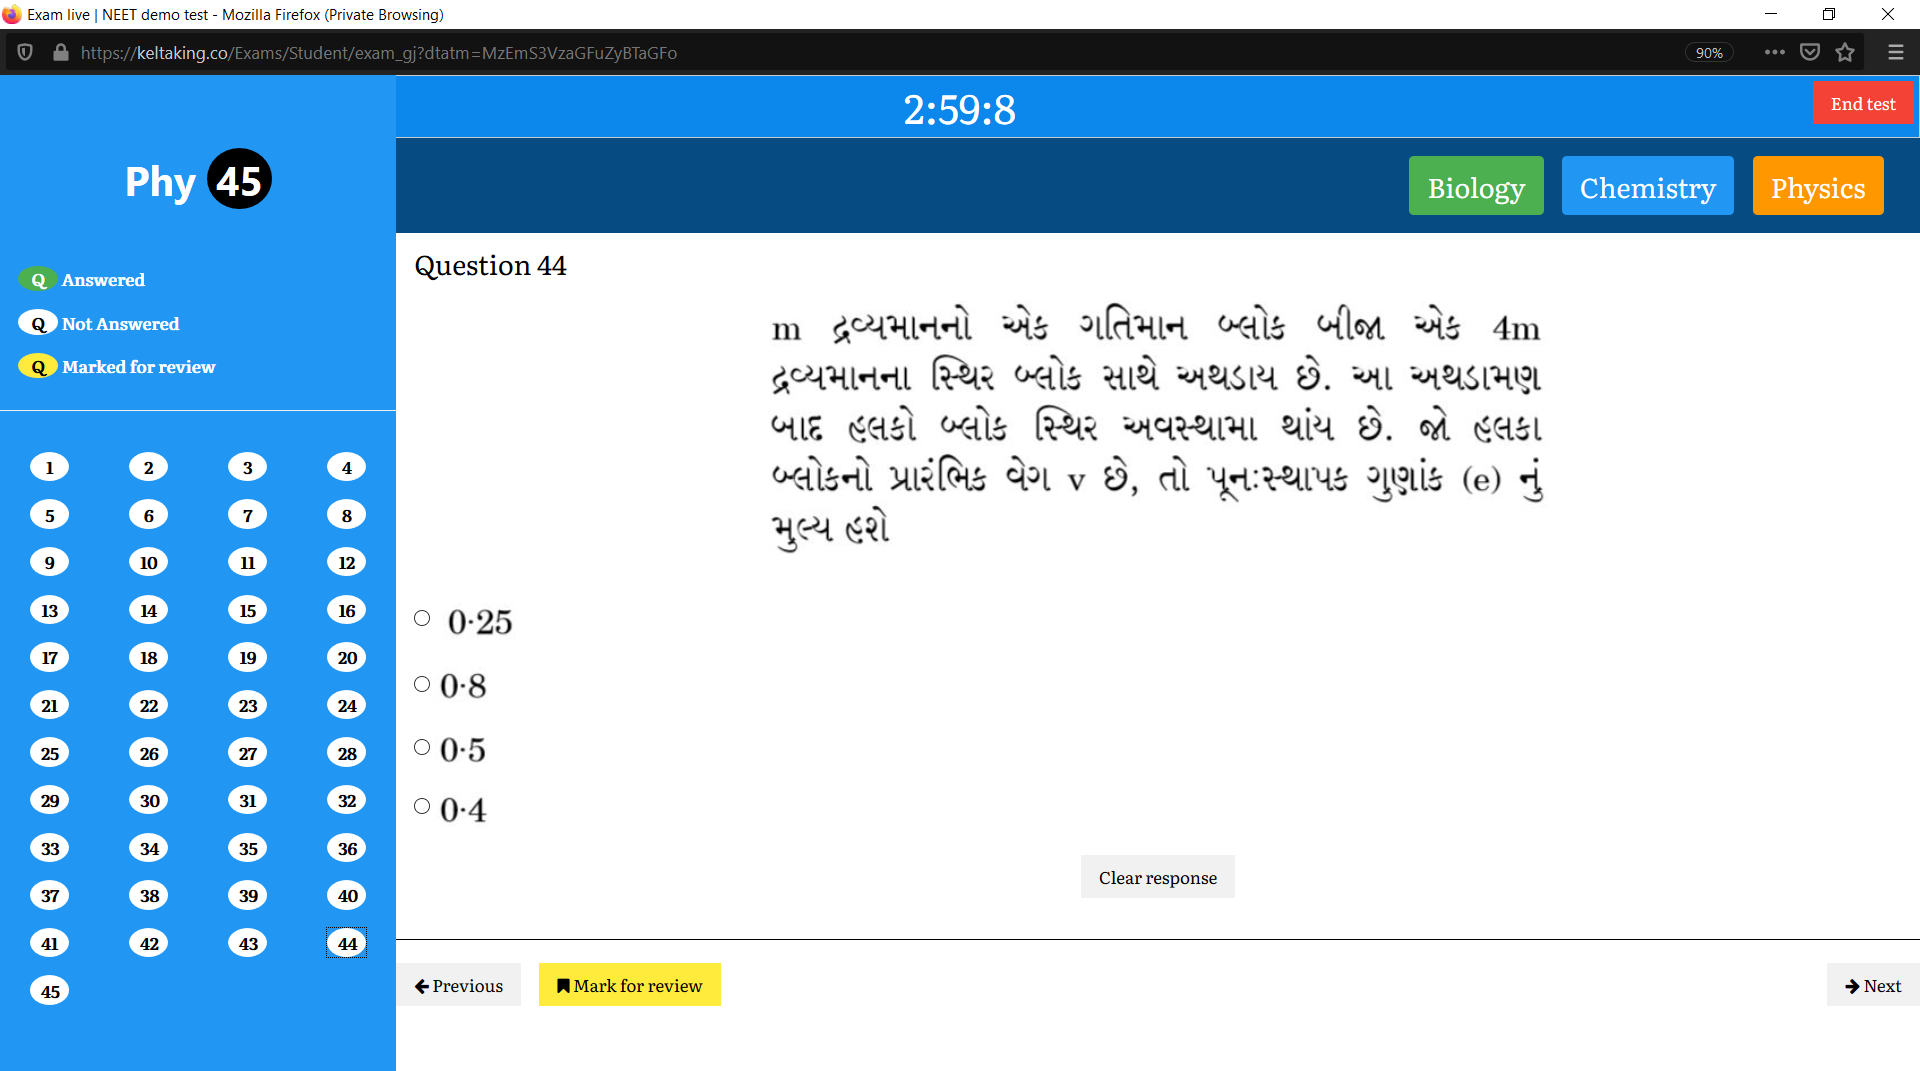 Exam live | NEET demo test - Mozilla Firefox (Private Browsing)
https://keltaking.co/Exams/Student/exam_gj?dtatm=MzEmS3VzaGFuZyBTaGFo
90%
2:59:8
End test
Phy 45
Biology Chemistry Physics
Q Answered
Q Not Answered
Q Marked for review
1 2 3 4
5 6 7 8
9 10 11 12
13 14 15 16
17 18 19 20
21 22 23 24
25 26 27 28
29 30 31 32
33 34 35 36
37 38 39 40
41 42 43 44
45
Question 44
m દ્રવ્યમાનનો એક ગતિમાન બ્લોક બીજા એક 4m
દ્રવ્યમાનના સ્થિર બ્લોક સાથે અથડાય છે. આ અથડામણ
બાદ હલકો બ્લોક સ્થિર અવસ્થામા થાંય છે. જો હલકા
બ્લોકનો પ્રારંભિક વેગ v છે, તો પૂનઃસ્થાપક ગુણાંક (e) નું
મુલ્ય હશે
0·25
0·8
0·5
0·4
Clear response
Previous
Mark for review
Next